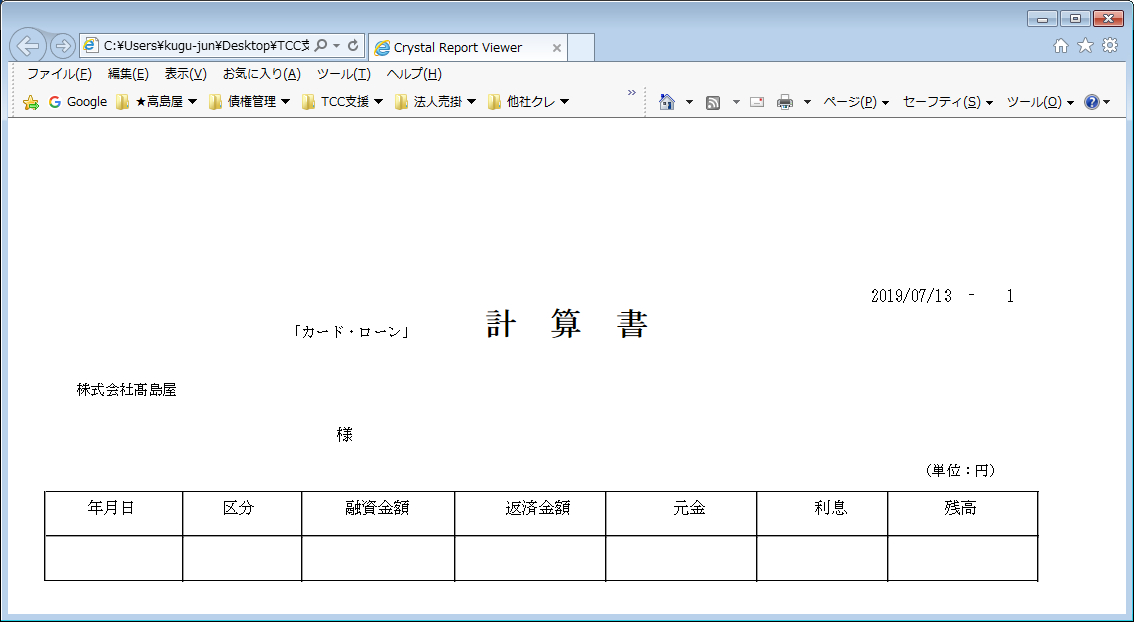 C:¥Users¥kugu-jun¥Desktop¥TCC支
Crystal Report Viewer
ファイル(F) 編集(E) 表示(V) お気に入り(A) ツール(T) ヘルプ(H)
Google ★高島屋 債権管理 TCC支援 法人売掛 他社クレ » ページ(P) セーフティ(S) ツール(O)
2019/07/13 - 1
「カード・ローン」 計 算 書
株式会社髙島屋
様
(単位：円)
年月日 区分 融資金額 返済金額 元金 利息 残高